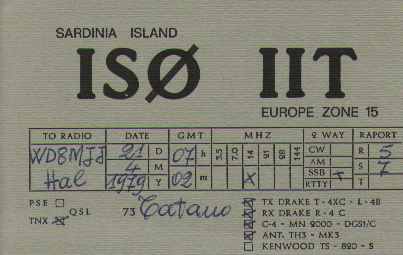 SARDINIA ISLAND
ISØ IIT
EUROPE ZONE 15
TO RADIO DATE GMT MHZ 2 WAY RAPORT
WD8MJJ 21 D 07 h 3.5 7.0 14 21 28 144 CW R 5
4 M AM S 7
Hal 1979 Y 02 m X SSB T
RTTY
PSE
TNX X QSL 73
TX DRAKE T - 4XC - L - 4B
RX DRAKE R - 4 C
C-4 - MN 2000 - DGS1/C
ANT. TH3 - MK3
KENWOOD TS - 820 - S